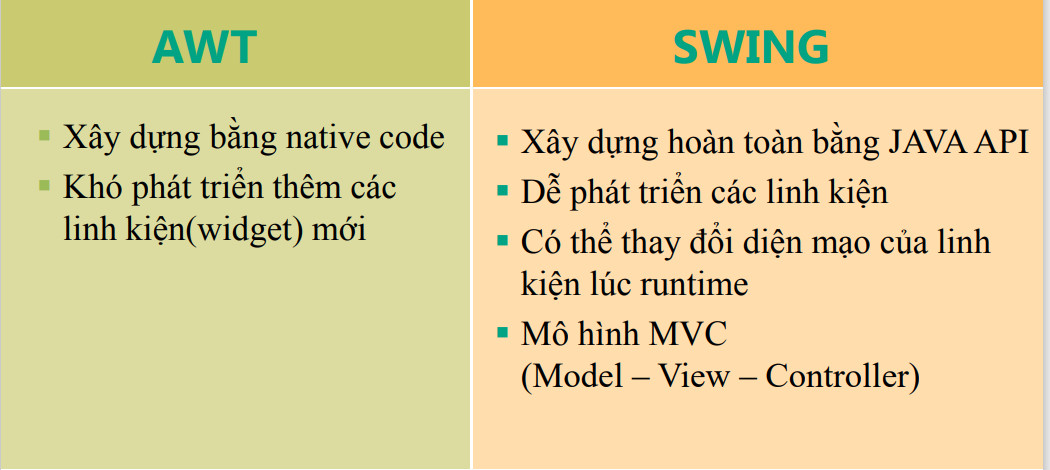 AWT
Xây dựng bằng native code
Khó phát triển thêm các
linh kiện(widget) mới
SWING
Xây dựng hoàn toàn bằng JAVA API
Dễ phát triển các linh kiện
Có thể thay đổi diện mạo của linh
kiện lúc runtime
Mô hình MVC
(Model – View – Controller)